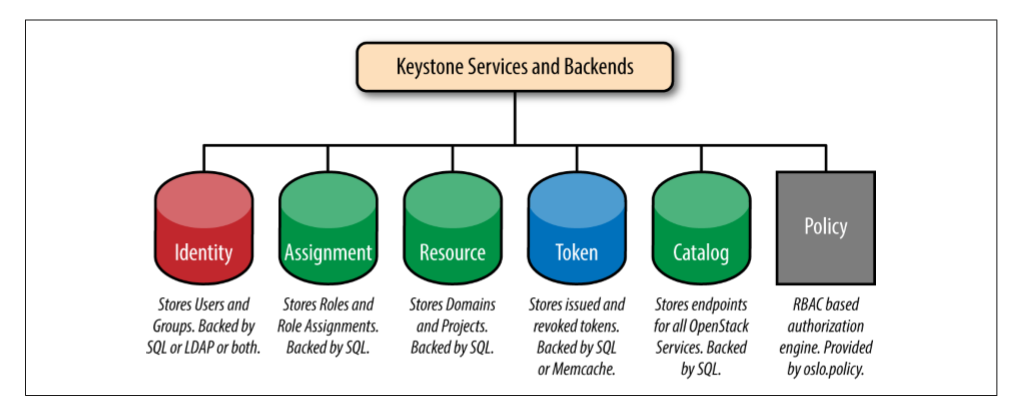 Keystone Services and Backends
Identity
Assignment
Resource
Token
Catalog
Policy
Stores Users and
Groups. Backed by
SQL or LDAP or both.
Stores Roles and
Role Assignments.
Backed by SQL.
Stores Domains
and Projects.
Backed by SQL.
Stores issued and
revoked tokens.
Backed by SQL
or Memcache.
Stores endpoints
for all OpenStack
Services. Backed
by SQL.
RBAC based
authorization
engine. Provided
by oslo.policy.